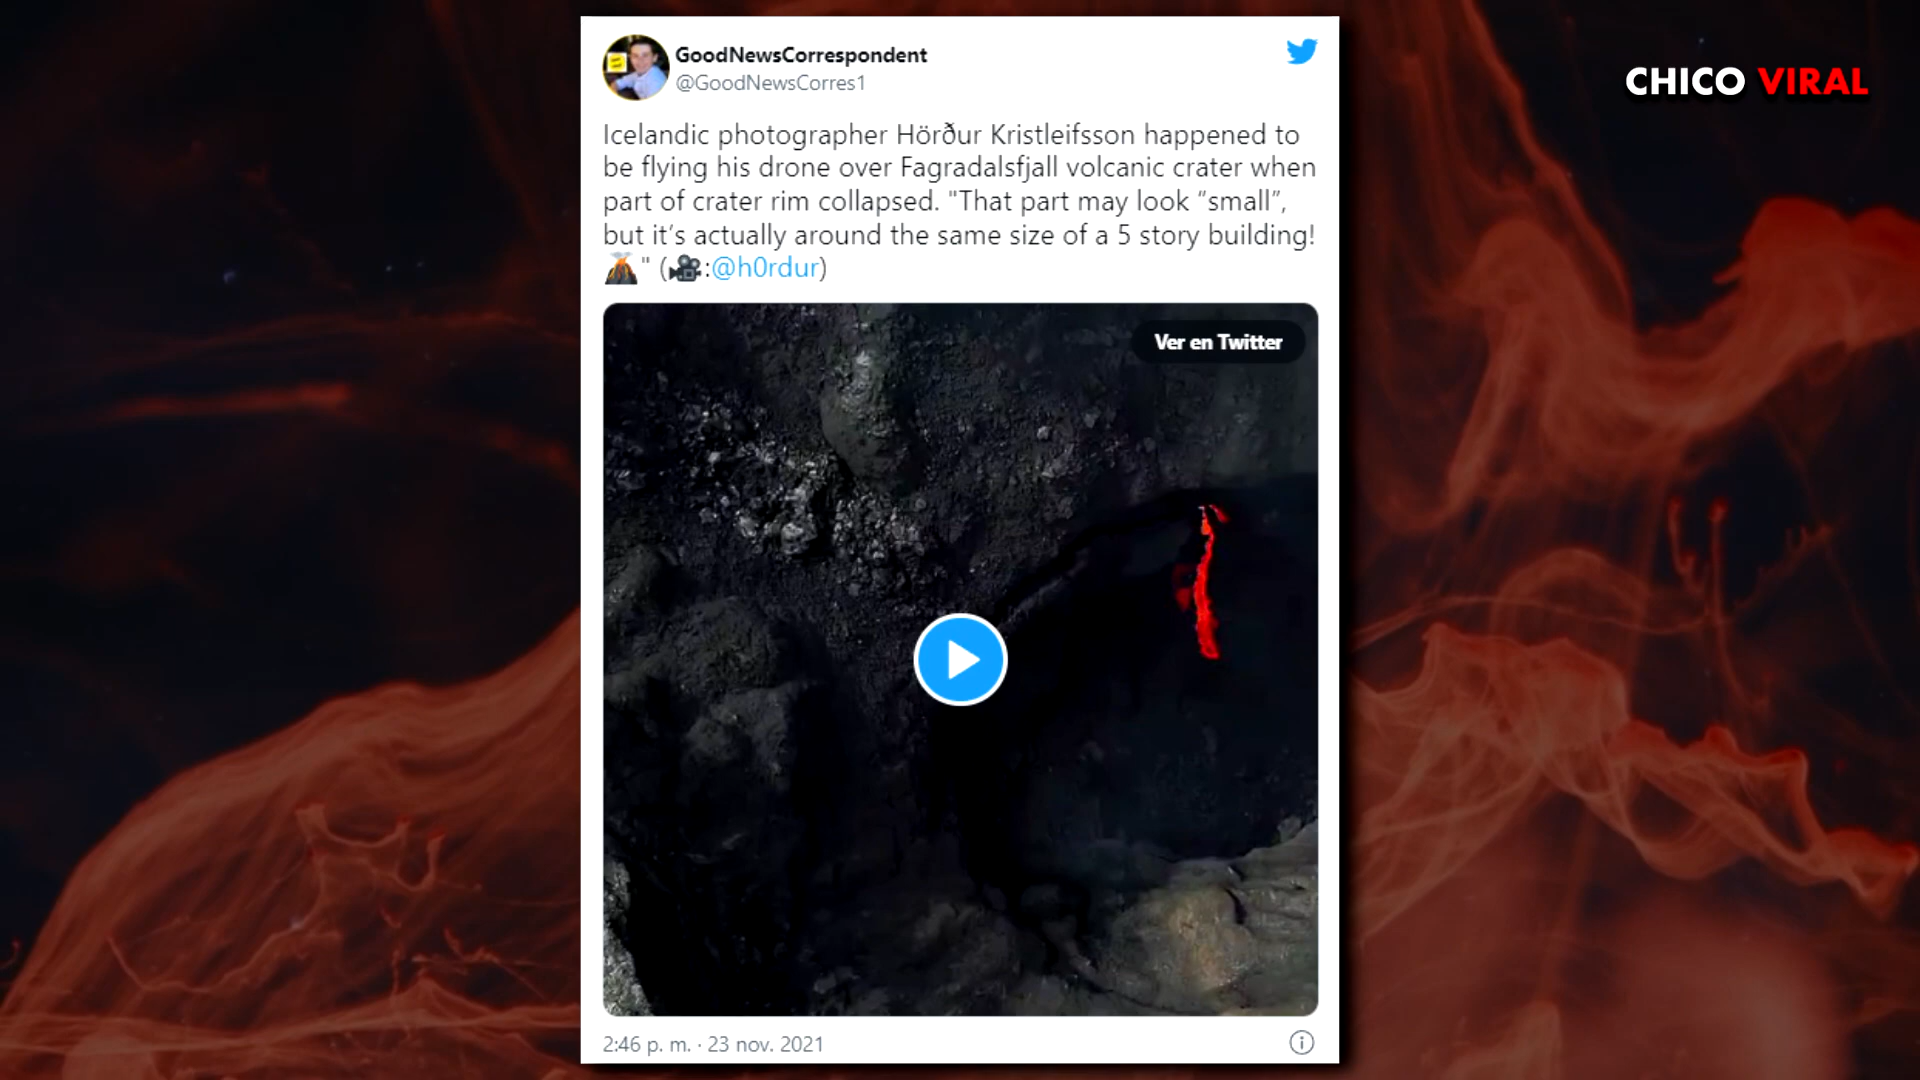 GoodNewsCorrespondent
@GoodNewsCorres1
CHICO VIRAL
Icelandic photographer Hörður Kristleifsson happened to
be flying his drone over Fagradalsfjall volcanic crater when
part of crater rim collapsed. "That part may look “small”,
but it’s actually around the same size of a 5 story building!
🌋" (🎥:@h0rdur)
Ver en Twitter
2:46 p. m. · 23 nov. 2021